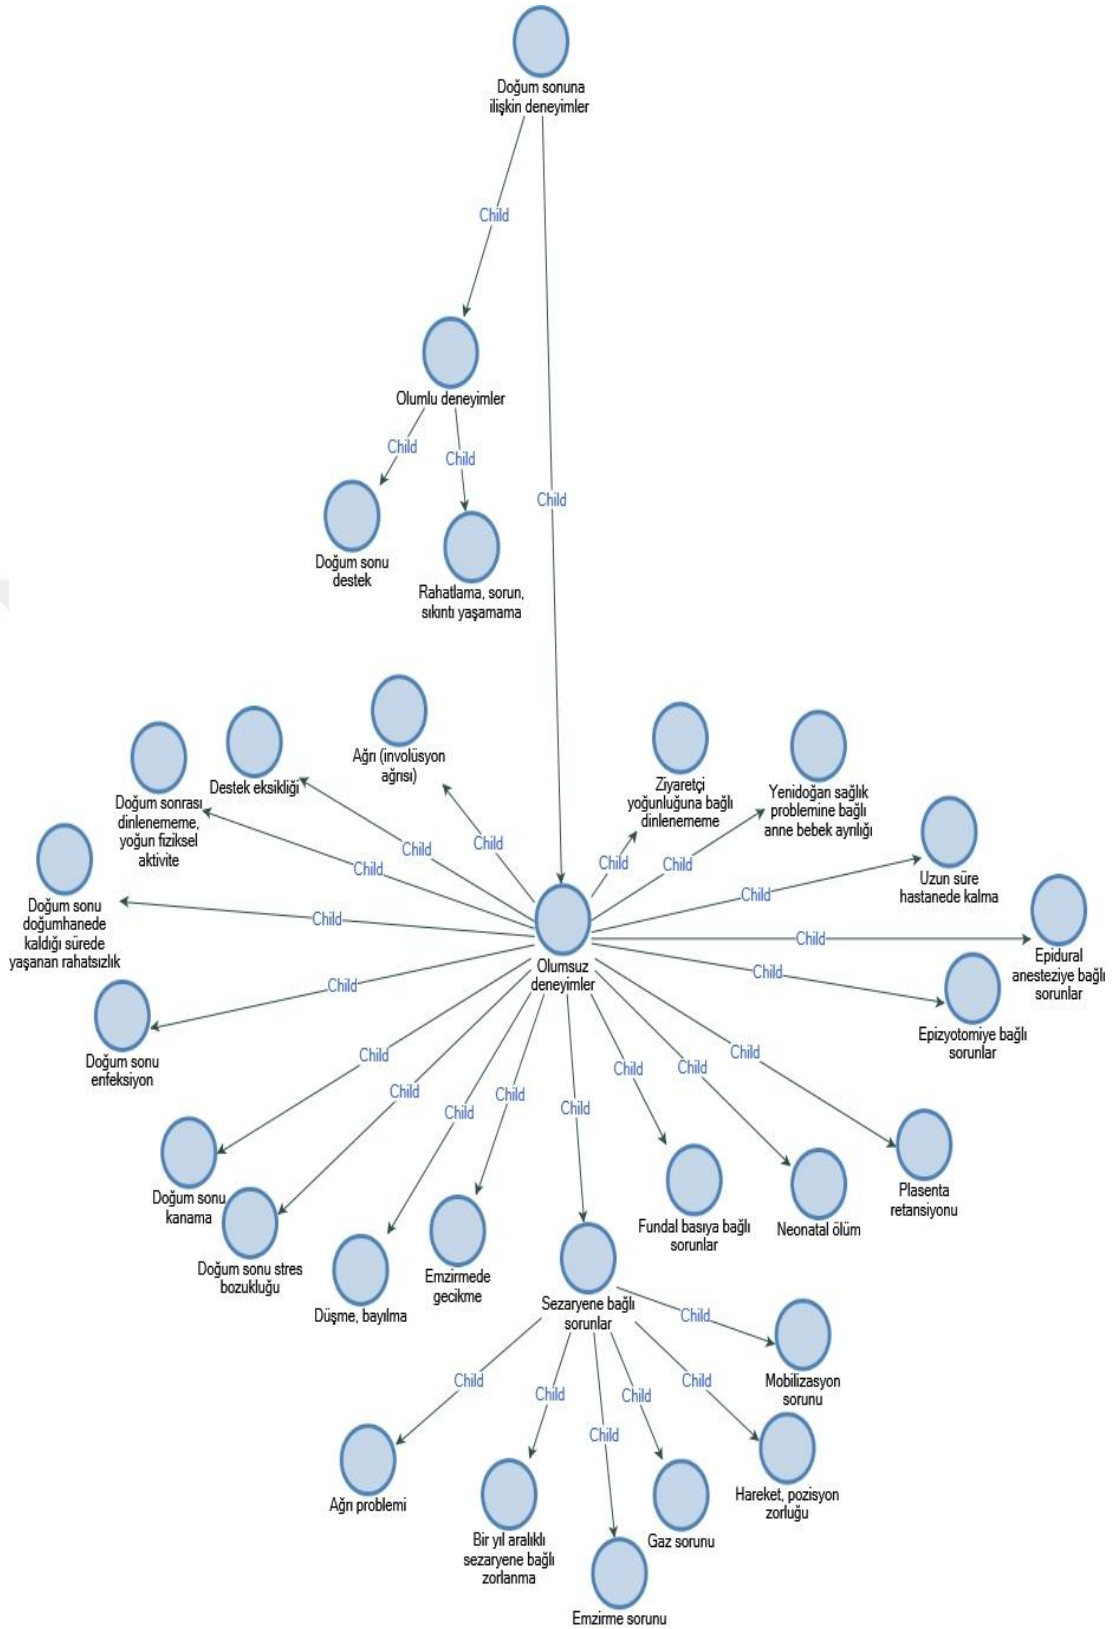 Doğum sonuna
ilişkin deneyimler
Child
Olumlu deneyimler
Child
Child
Child
Doğum sonu
destek
Rahatlama, sorun,
sıkıntı yaşamama
Ağrı (involüsyon
ağrısı)
Destek eksikliği
Doğum sonrası
dinlenememe,
yoğun fiziksel
aktivite
Ziyaretçi
yoğunluğuna bağlı
dinlenememe
Yenidoğan sağlık
problemine bağlı
anne bebek ayrılığı
Uzun süre
hastanede kalma
Doğum sonu
doğumhanede
kaldığı sürede
yaşanan rahatsızlık
Child
Child
Child
Child
Child
Child
Child
Child
Olumsuz
deneyimler
Epidural
anesteziye bağlı
sorunlar
Child
Child
Epizyotomiye bağlı
sorunlar
Doğum sonu
enfeksiyon
Child
Child
Child
Child
Child
Child
Child
Child
Doğum sonu
kanama
Doğum sonu stres
bozukluğu
Düşme, bayılma
Emzirmede
gecikme
Fundal basıya bağlı
sorunlar
Neonatal ölüm
Plasenta
retansiyonu
Sezaryene bağlı
sorunlar
Child
Child
Child
Child
Child
Child
Mobilizasyon
sorunu
Hareket, pozisyon
zorluğu
Ağrı problemi
Bir yıl aralıklı
sezaryene bağlı
zorlanma
Gaz sorunu
Emzirme sorunu